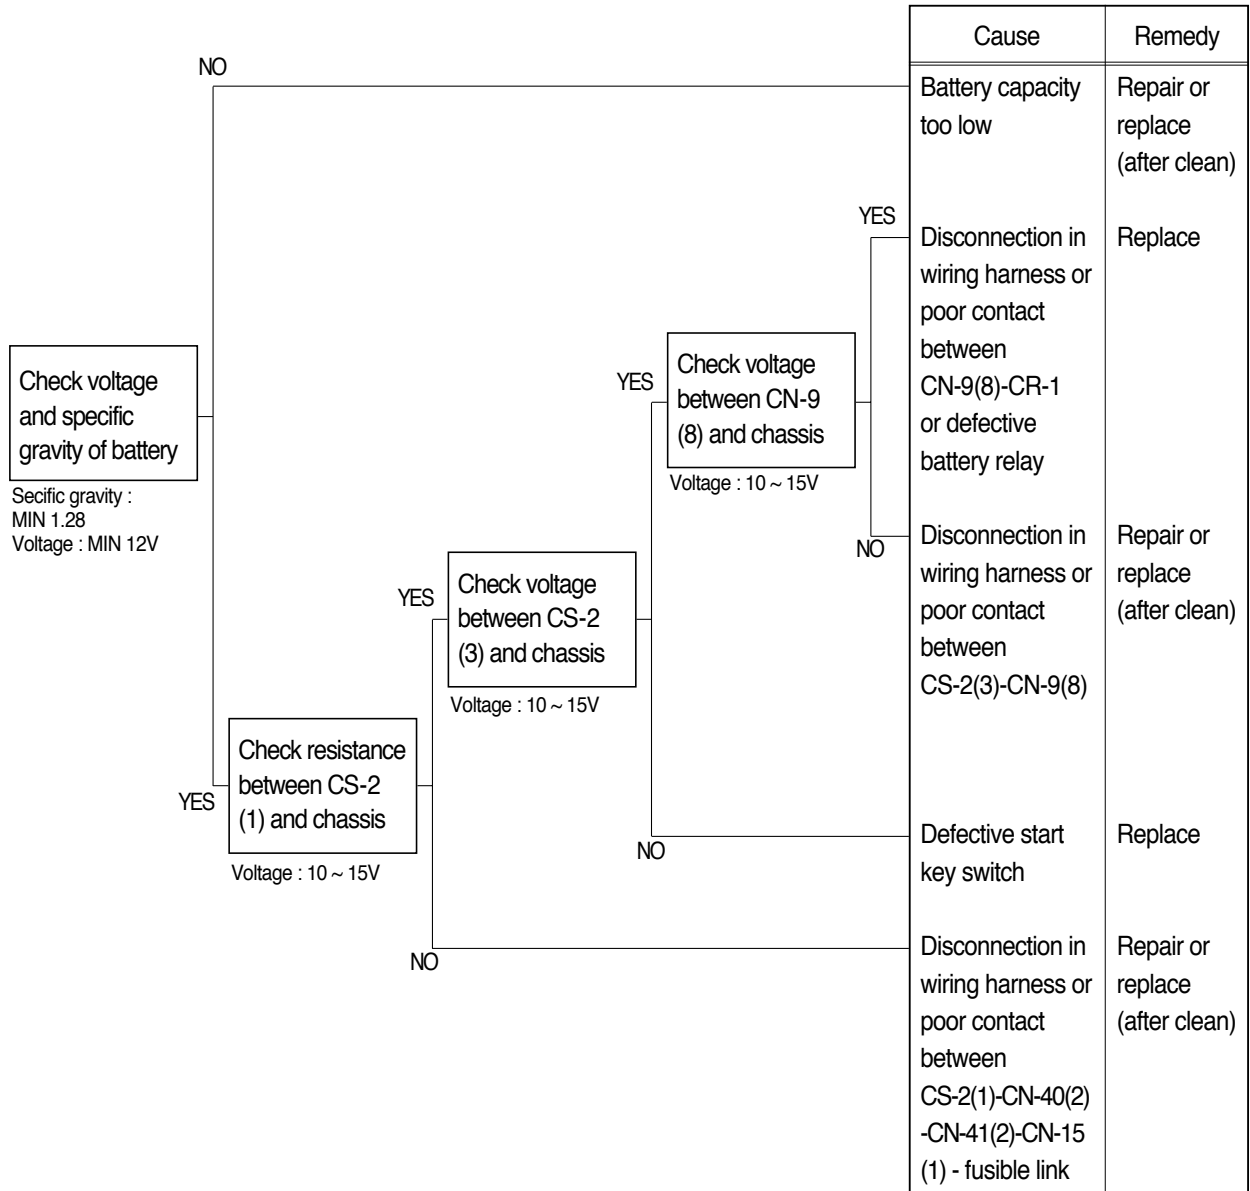 Cause
Remedy
NO
Battery capacity
too low
Repair or
replace
(after clean)
YES
Disconnection in
wiring harness or
poor contact
between
CN-9(8)-CR-1
or defective
battery relay
Replace
Check voltage
and specific
gravity of battery
Secific gravity :
MIN 1.28
Voltage : MIN 12V
YES
Check voltage
between CN-9
(8) and chassis
Voltage : 10 ~ 15V
NO
Disconnection in
wiring harness or
poor contact
between
CS-2(3)-CN-9(8)
Repair or
replace
(after clean)
YES
Check voltage
between CS-2
(3) and chassis
Voltage : 10 ~ 15V
YES
Check resistance
between CS-2
(1) and chassis
Voltage : 10 ~ 15V
NO
Defective start
key switch
Replace
NO
Disconnection in
wiring harness or
poor contact
between
CS-2(1)-CN-40(2)
-CN-41(2)-CN-15
(1) - fusible link
Repair or
replace
(after clean)